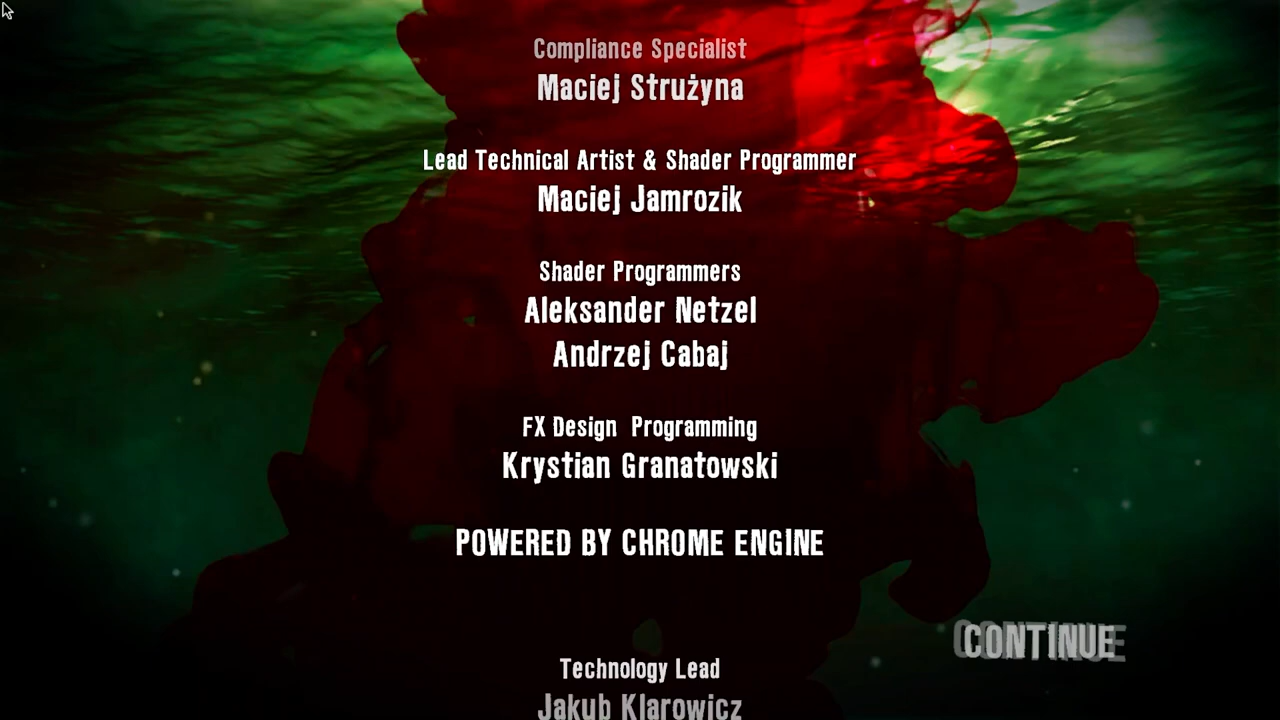 Compliance Specialist
Maciej Strużyna
Lead Technical Artist & Shader Programmer
Maciej Jamrozik
Shader Programmers
Aleksander Netzel
Andrzej Cabaj
FX Design  Programming
Krystian Granatowski
POWERED BY CHROME ENGINE
CONTINUE
Technology Lead
Jakub Klarowicz